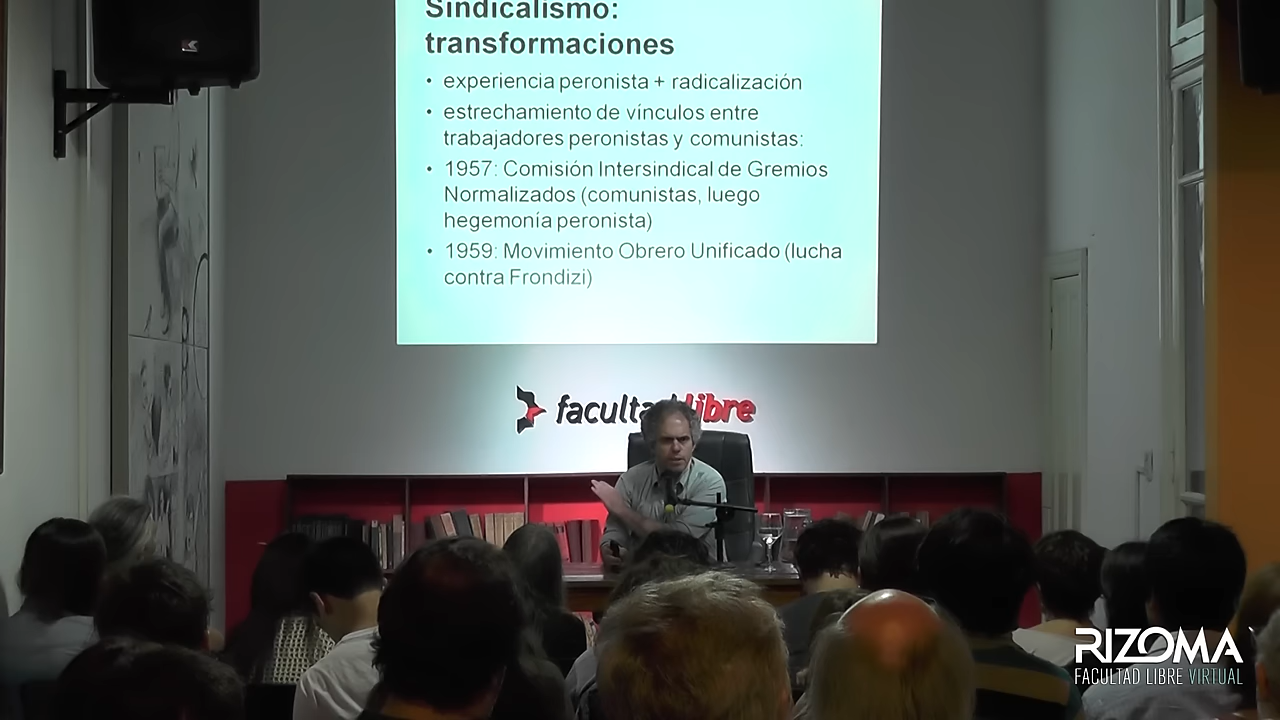 Sindicalismo:
transformaciones
• experiencia peronista + radicalización
• estrechamiento de vínculos entre
trabajadores peronistas y comunistas:
• 1957: Comisión Intersindical de Gremios
Normalizados (comunistas, luego
hegemonía peronista)
• 1959: Movimiento Obrero Unificado (lucha
contra Frondizi)
facultad libre
RIZOMA
FACULTAD LIBRE VIRTUAL